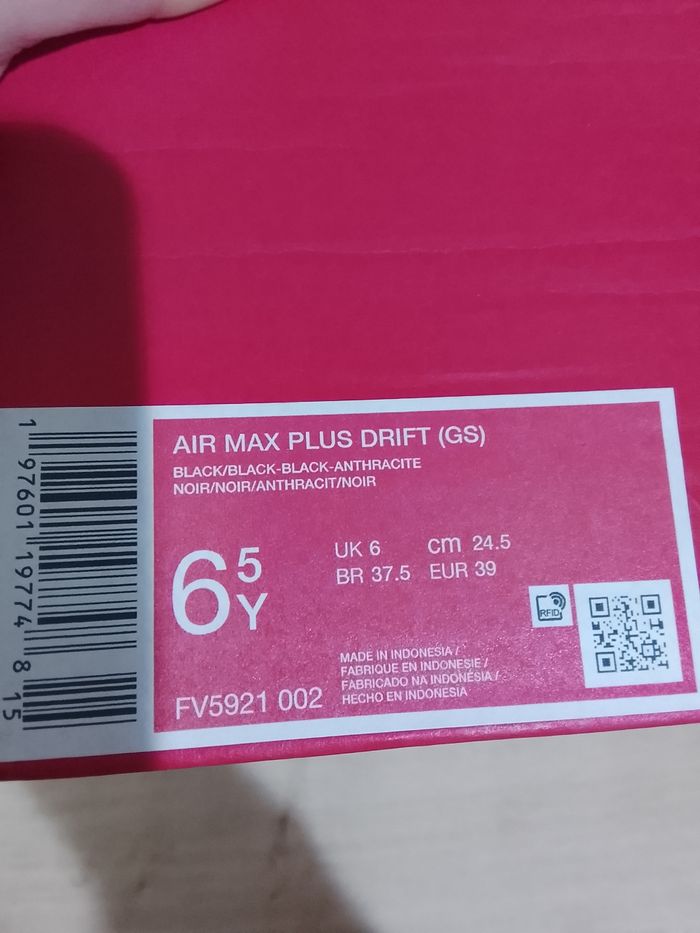 1 97601 19774 8 15
AIR MAX PLUS DRIFT (GS)
BLACK/BLACK-BLACK-ANTHRACITE
NOIR/NOIR/ANTHRACIT/NOIR
6 5Y
UK 6 cm 24.5
BR 37.5 EUR 39
RFID
MADE IN INDONESIA /
FABRIQUE EN INDONESIE /
FABRICADO NA INDONÉSIA /
HECHO EN INDONESIA
FV5921 002